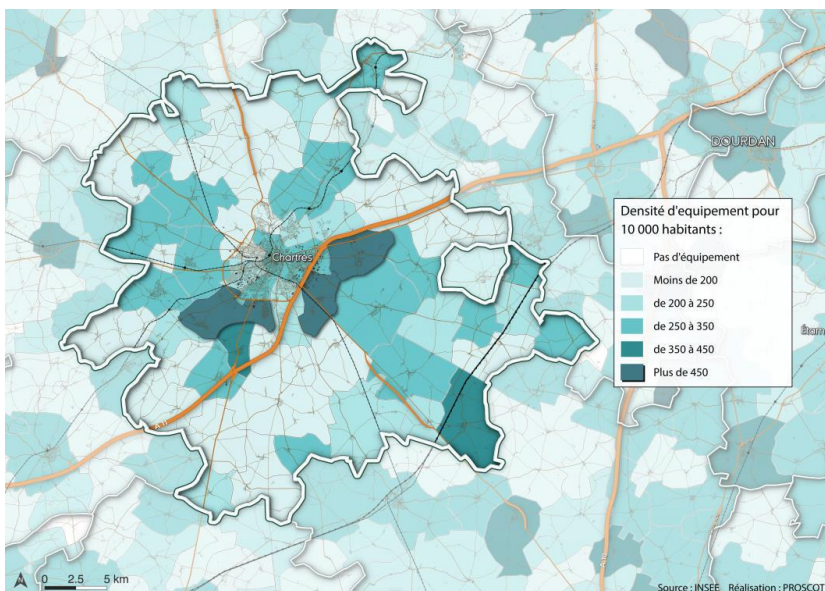 DOURDAN
Densité d'equipement pour
10 000 habitants :
Pas d'équipement
Moins de 200
de 200 à 250
de 250 à 350
de 350 à 450
Plus de 450
Chartres
Étam
0 2.5 5 km
Source : INSEE Réalisation : PROSCOT